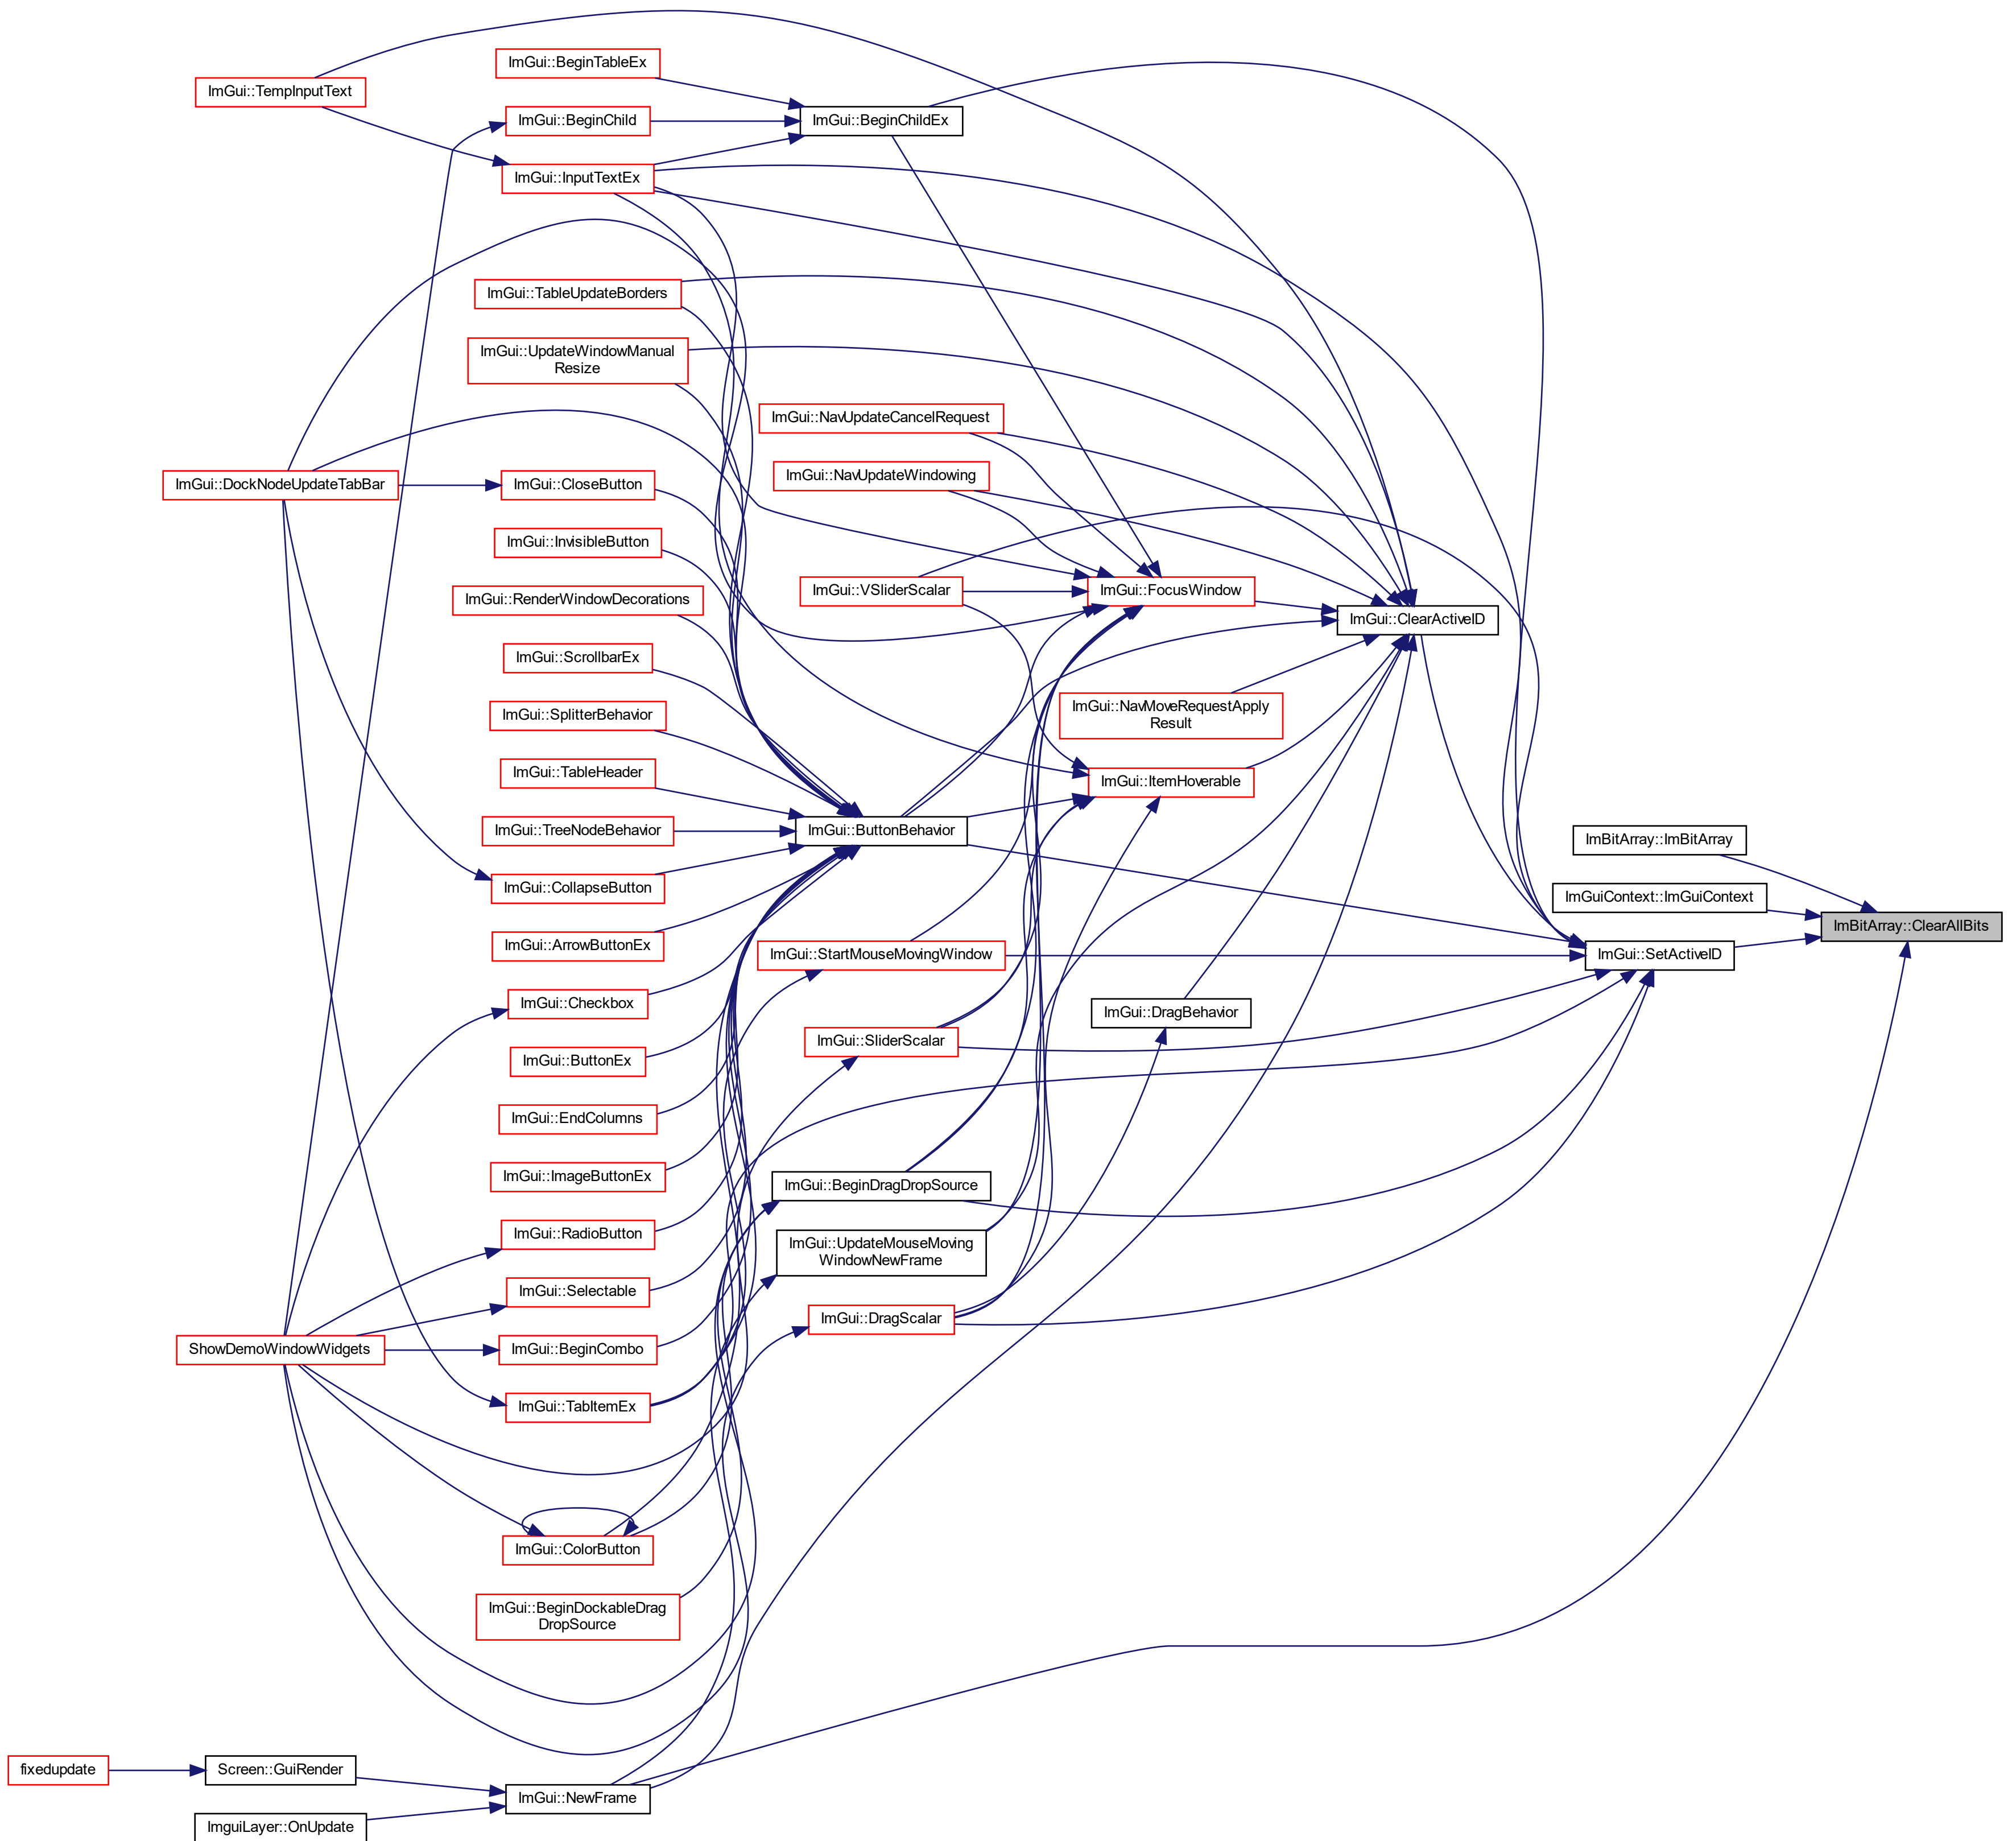 ImGui::BeginTableEx
ImGui::TempInputText
ImGui::BeginChild
ImGui::BeginChildEx
ImGui::InputTextEx
ImGui::TableUpdateBorders
ImGui::UpdateWindowManual
Resize
ImGui::NavUpdateCancelRequest
ImGui::NavUpdateWindowing
ImGui::DockNodeUpdateTabBar
ImGui::CloseButton
ImGui::InvisibleButton
ImGui::RenderWindowDecorations
ImGui::VSliderScalar
ImGui::FocusWindow
ImGui::ClearActiveID
ImGui::ScrollbarEx
ImGui::SplitterBehavior
ImGui::NavMoveRequestApply
Result
ImGui::TableHeader
ImGui::ItemHoverable
ImGui::TreeNodeBehavior
ImGui::ButtonBehavior
ImBitArray::ImBitArray
ImGui::CollapseButton
ImGuiContext::ImGuiContext
ImBitArray::ClearAllBits
ImGui::ArrowButtonEx
ImGui::StartMouseMovingWindow
ImGui::SetActiveID
ImGui::Checkbox
ImGui::DragBehavior
ImGui::SliderScalar
ImGui::ButtonEx
ImGui::EndColumns
ImGui::ImageButtonEx
ImGui::BeginDragDropSource
ImGui::RadioButton
ImGui::UpdateMouseMoving
WindowNewFrame
ImGui::Selectable
ImGui::DragScalar
ShowDemoWindowWidgets
ImGui::BeginCombo
ImGui::TabItemEx
ImGui::ColorButton
ImGui::BeginDockableDrag
DropSource
fixedupdate
Screen::GuiRender
ImGui::NewFrame
ImguiLayer::OnUpdate